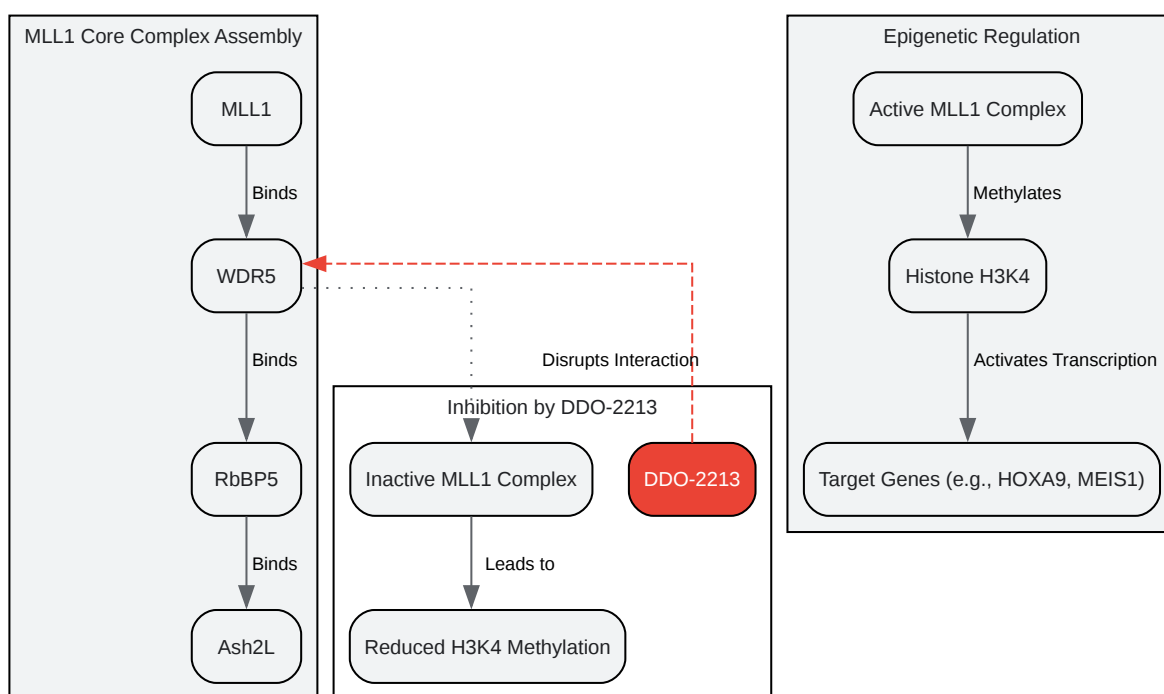 MLL1 Core Complex Assembly
MLL1
Binds
WDR5
Binds
RbBP5
Binds
Ash2L
Disrupts Interaction
Inhibition by DDO-2213
Inactive MLL1 Complex
DDO-2213
Leads to
Reduced H3K4 Methylation
Epigenetic Regulation
Active MLL1 Complex
Methylates
Histone H3K4
Activates Transcription
Target Genes (e.g., HOXA9, MEIS1)